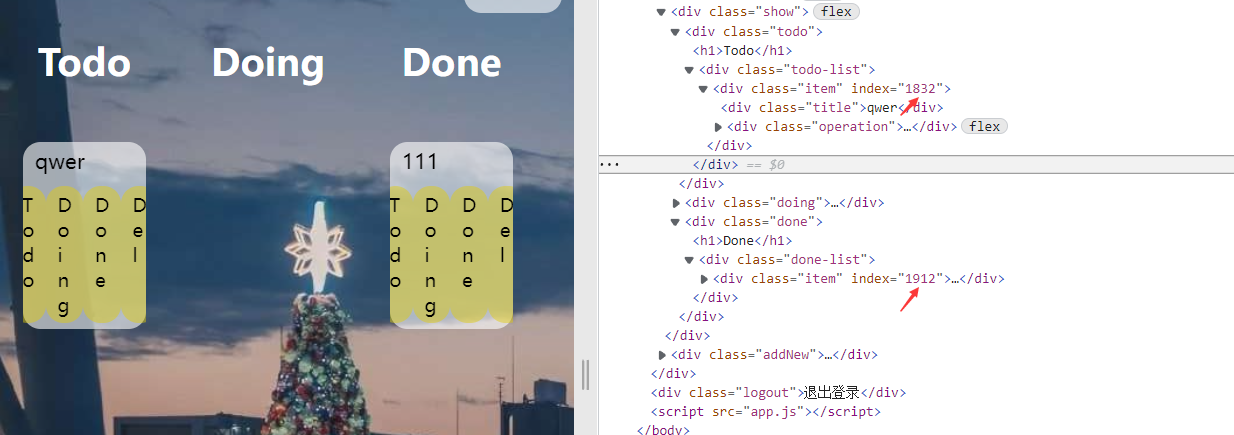 Todo
Doing
Done
qwer
Todo
Doing
Done
Del
111
Todo
Doing
Done
Del
<div class="show"> flex
<div class="todo">
<h1>Todo</h1>
<div class="todo-list">
<div class="item" index="1832">
<div class="title">qwer</div>
<div class="operation">…</div> flex
</div>
</div> == $0
</div>
<div class="doing">…</div>
<div class="done">
<h1>Done</h1>
<div class="done-list">
<div class="item" index="1912">…</div>
</div>
</div>
</div>
<div class="addNew">…</div>
</div>
<div class="logout">退出登录</div>
<script src="app.js"></script>
</body>